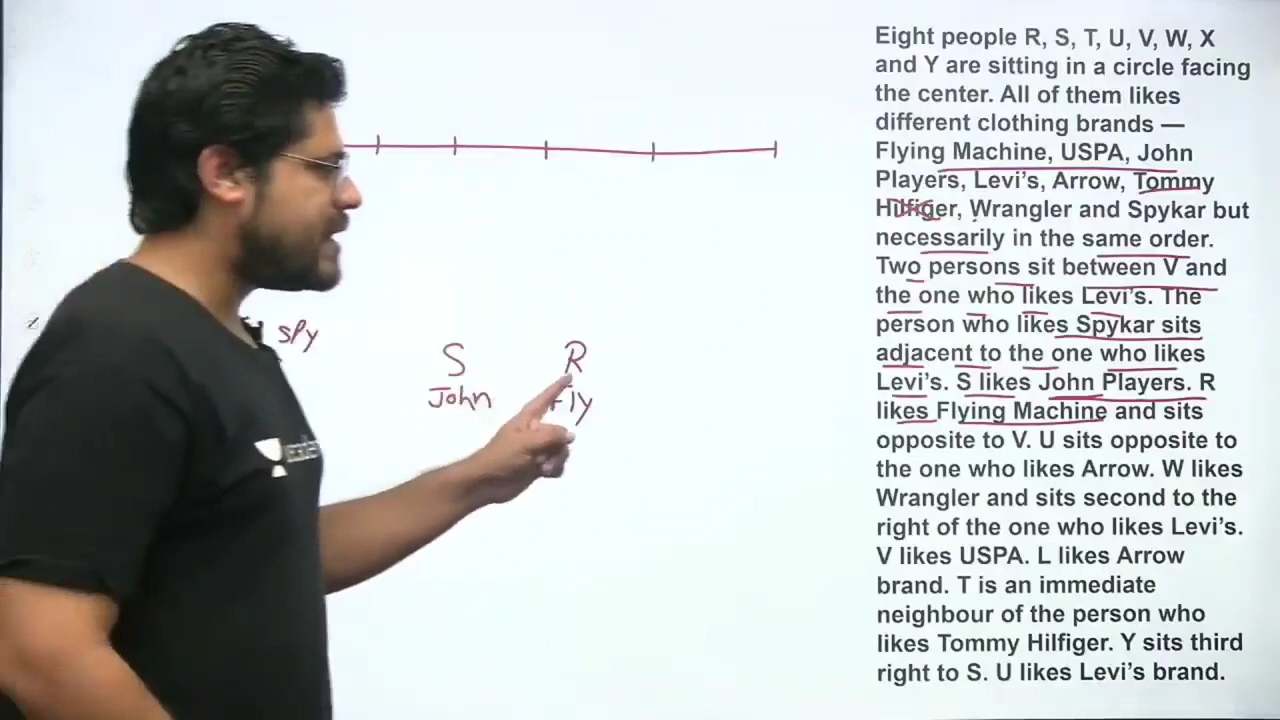 Eight people R, S, T, U, V, W, X
and Y are sitting in a circle facing
the center. All of them likes
different clothing brands —
Flying Machine, USPA, John
Players, Levi's, Arrow, Tommy
Hilfiger, Wrangler and Spykar but
necessarily in the same order.
Two persons sit between V and
the one who likes Levi's. The
person who likes Spykar sits
adjacent to the one who likes
Levi's. S likes John Players. R
likes Flying Machine and sits
opposite to V. U sits opposite to
the one who likes Arrow. W likes
Wrangler and sits second to the
right of the one who likes Levi's.
V likes USPA. L likes Arrow
brand. T is an immediate
neighbour of the person who
likes Tommy Hilfiger. Y sits third
right to S. U likes Levi's brand.
SPy
S R
John Fly